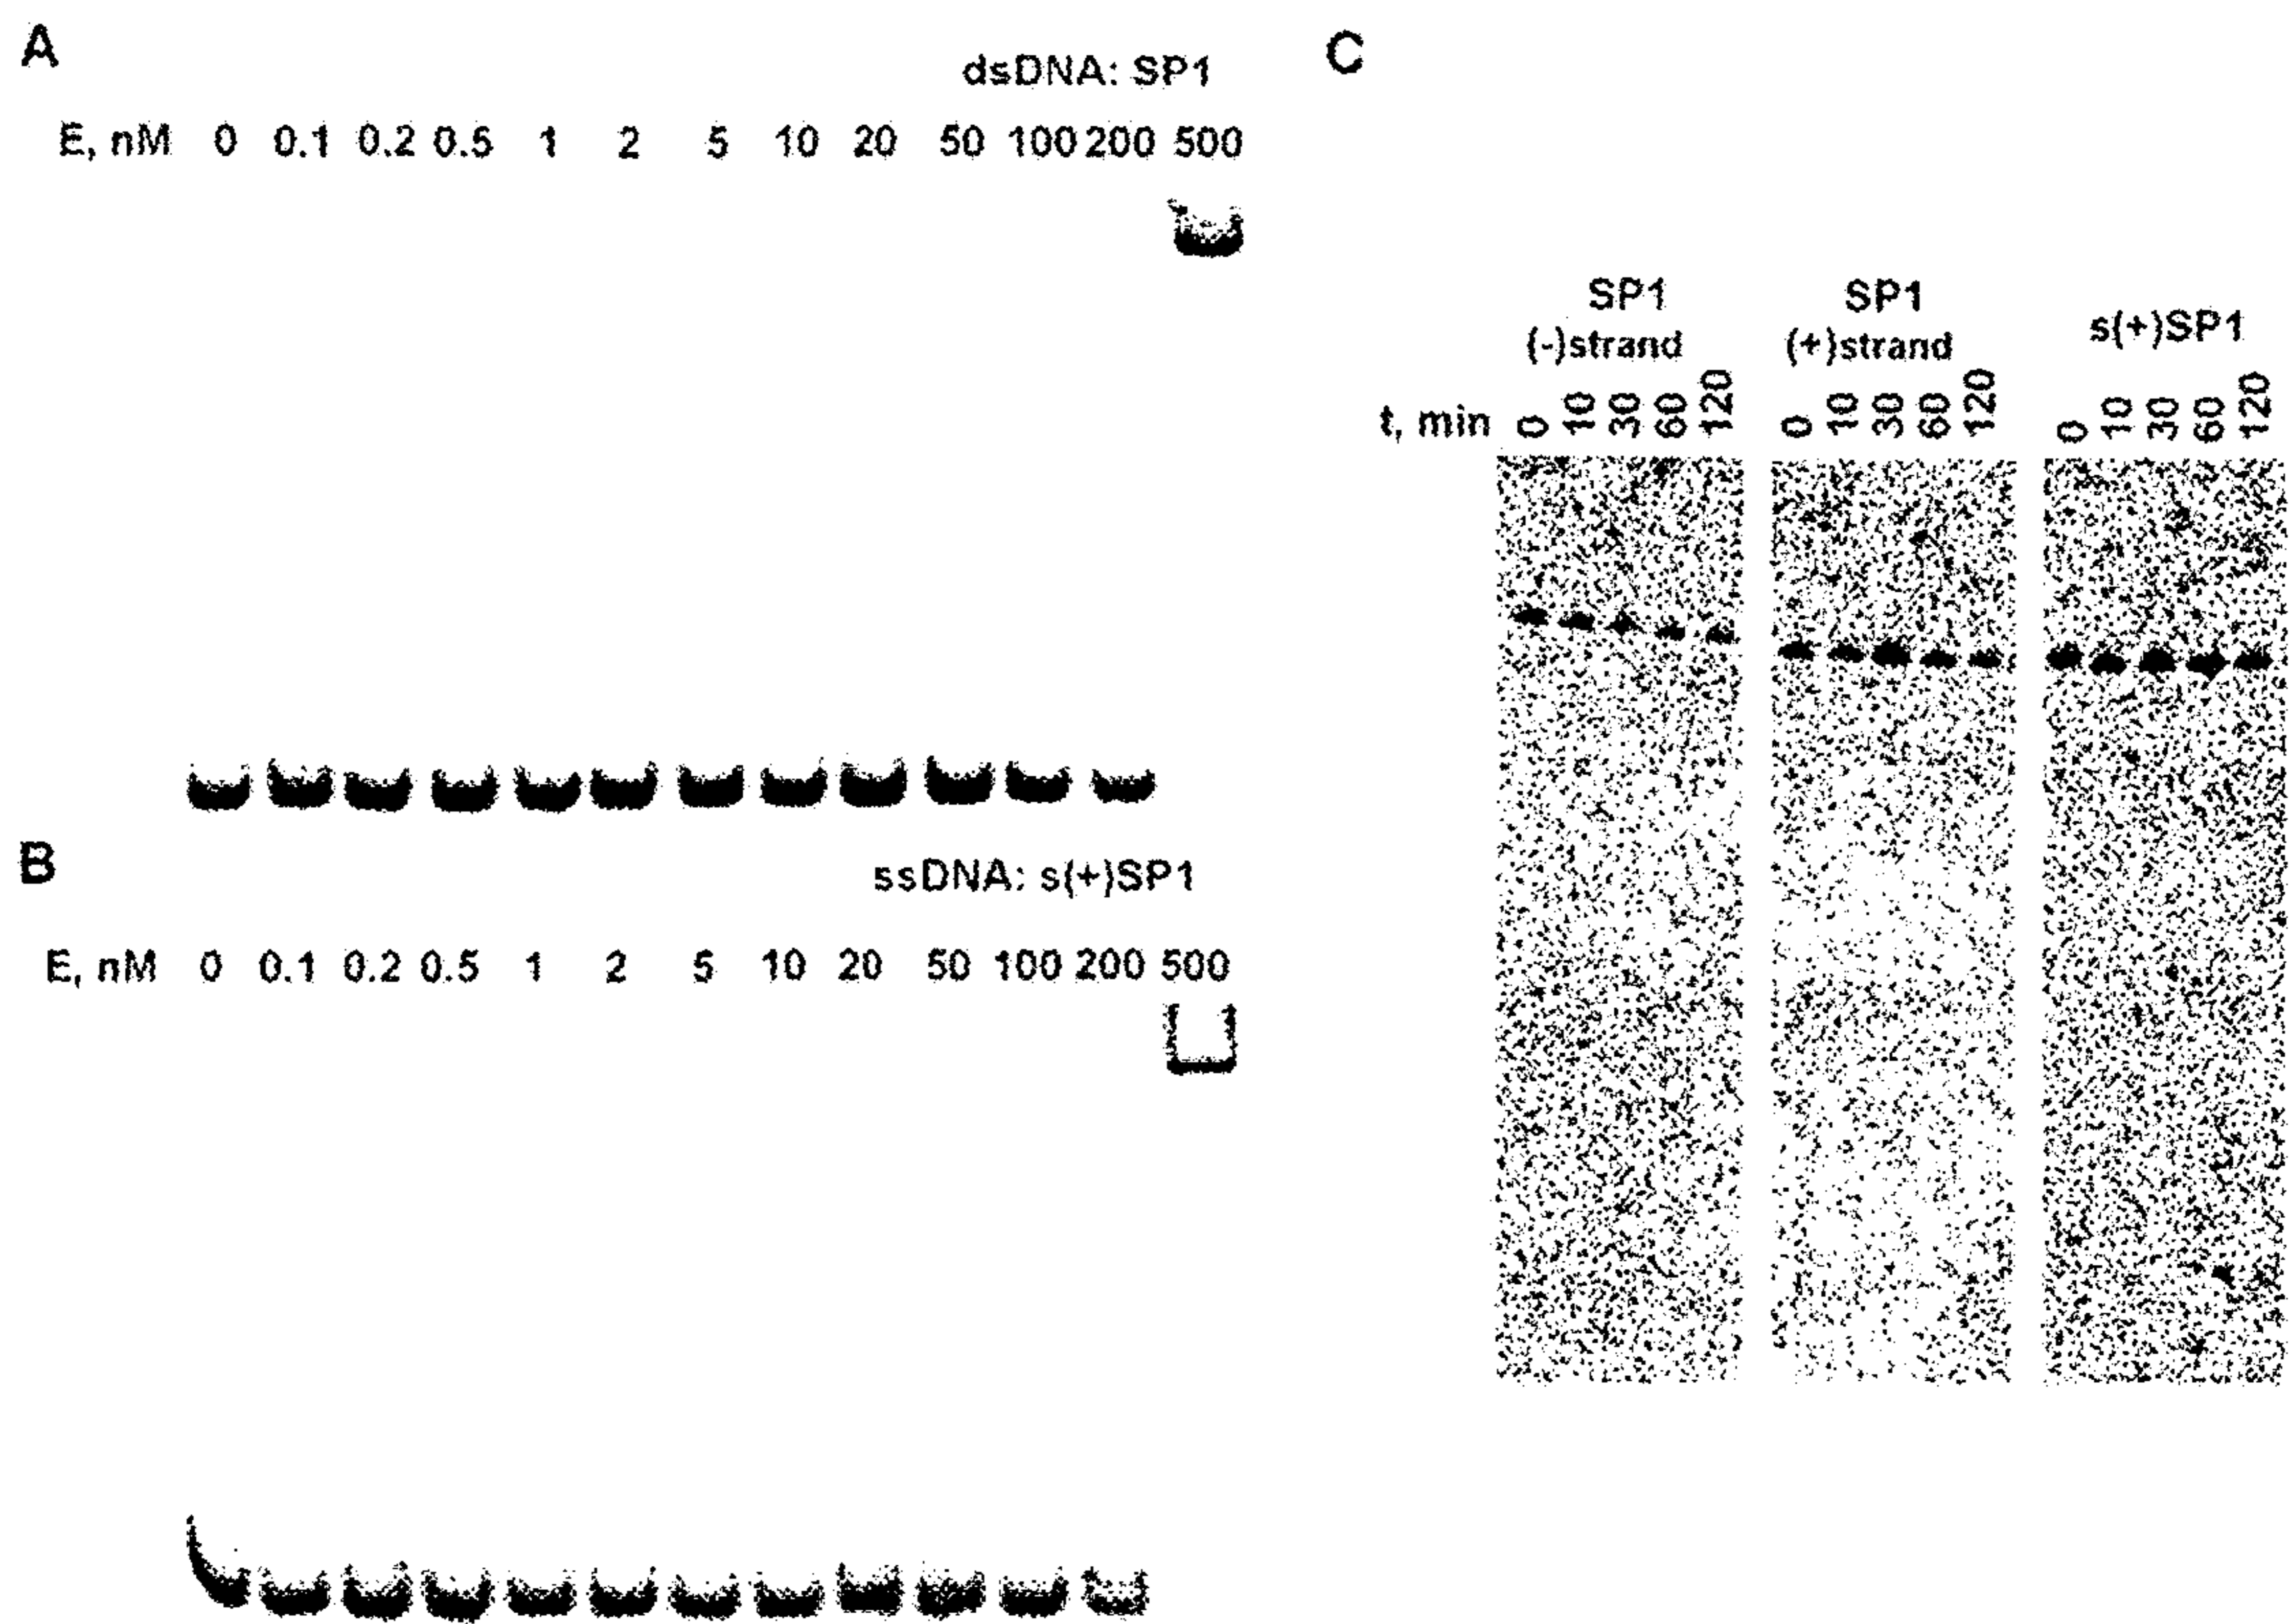 A
dsDNA: SP1
E, nM 0 0.1 0.2 0.5 1 2 5 10 20 50 100 200 500
B
ssDNA: s(+)SP1
E, nM 0 0.1 0.2 0.5 1 2 5 10 20 50 100 200 500
C
SP1
(-)strand
SP1
(+)strand
s(+)SP1
t, min 0 10 30 60 120 0 10 30 60 120 0 10 30 60 120